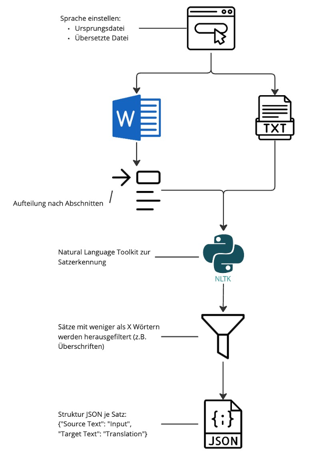 Sprache einstellen:
• Ursprungsdatei
• Übersetzte Datei
W
TXT
Aufteilung nach Abschnitten
Natural Language Toolkit zur
Satzerkennung
NLTK
Sätze mit weniger als X Wörtern
werden herausgefiltert (z.B.
Überschriften)
Struktur JSON je Satz:
{"Source Text": "Input",
"Target Text": "Translation"}
{;}
JSON